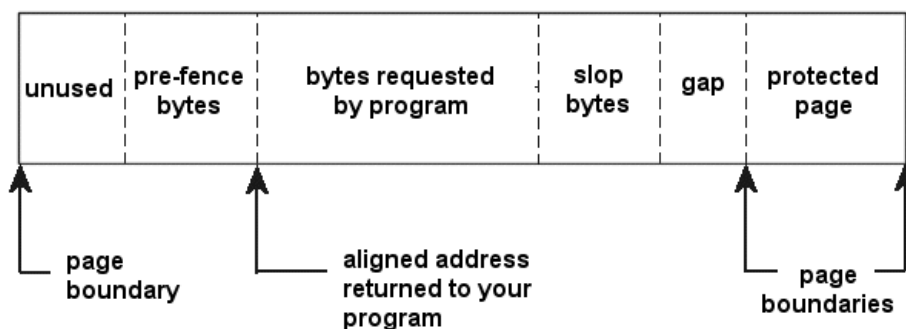 unused
pre-fence
bytes
bytes requested
by program
slop
bytes
gap
protected
page
page
boundary
aligned address
returned to your
program
page
boundaries